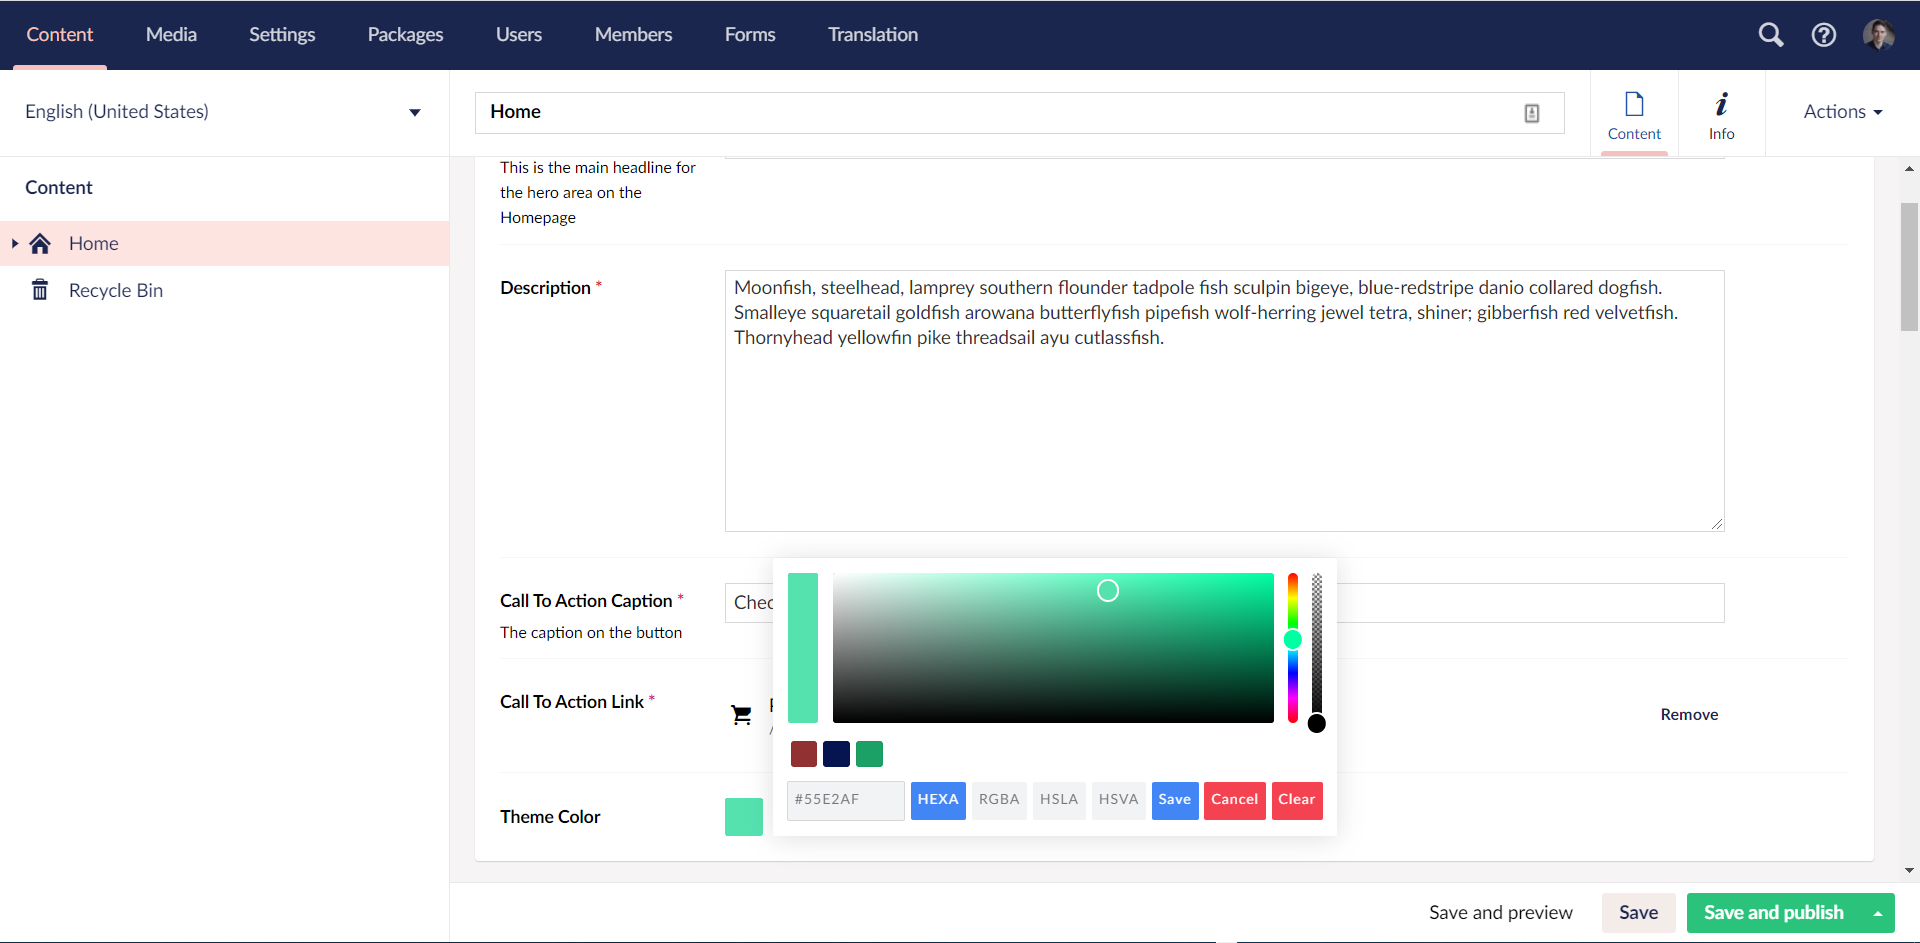 Content
Media
Settings
Packages
Users
Members
Forms
Translation
English (United States)
Home
Content
Info
Actions
Content
Home
Recycle Bin
This is the main headline for
the hero area on the
Homepage
Description *
Moonfish, steelhead, lamprey southern flounder tadpole fish sculpin bigeye, blue-redstripe danio collared dogfish.
Smalleye squaretail goldfish arowana butterflyfish pipefish wolf-herring jewel tetra, shiner; gibberfish red velvetfish.
Thornyhead yellowfin pike threadsail ayu cutlassfish.
Call To Action Caption *
The caption on the button
Call To Action Link *
Remove
#55E2AF
HEXA
RGBA
HSLA
HSVA
Save
Cancel
Clear
Theme Color
Save and preview
Save
Save and publish